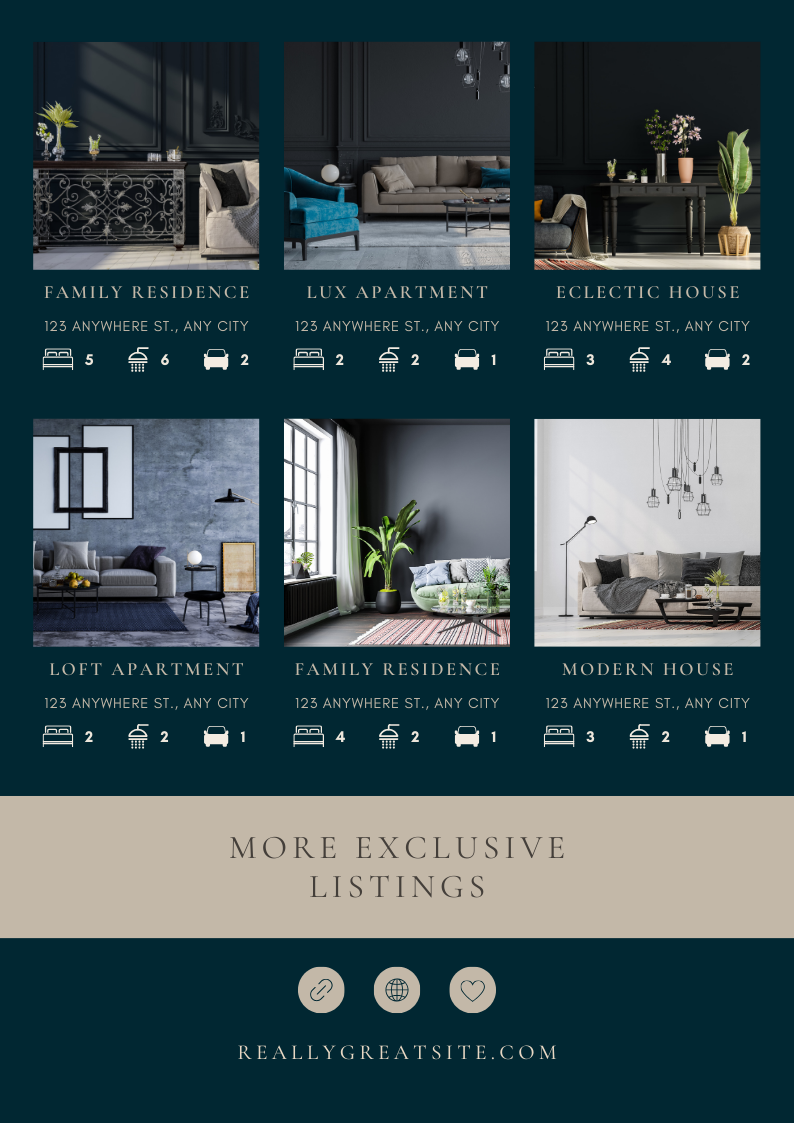 FAMILY RESIDENCE
123 ANYWHERE ST., ANY CITY
5 6 2
LUX APARTMENT
123 ANYWHERE ST., ANY CITY
2 2 1
ECLECTIC HOUSE
123 ANYWHERE ST., ANY CITY
3 4 2
LOFT APARTMENT
123 ANYWHERE ST., ANY CITY
2 2 1
FAMILY RESIDENCE
123 ANYWHERE ST., ANY CITY
4 2 1
MODERN HOUSE
123 ANYWHERE ST., ANY CITY
3 2 1
MORE EXCLUSIVE
LISTINGS
REALLYGREATSITE.COM